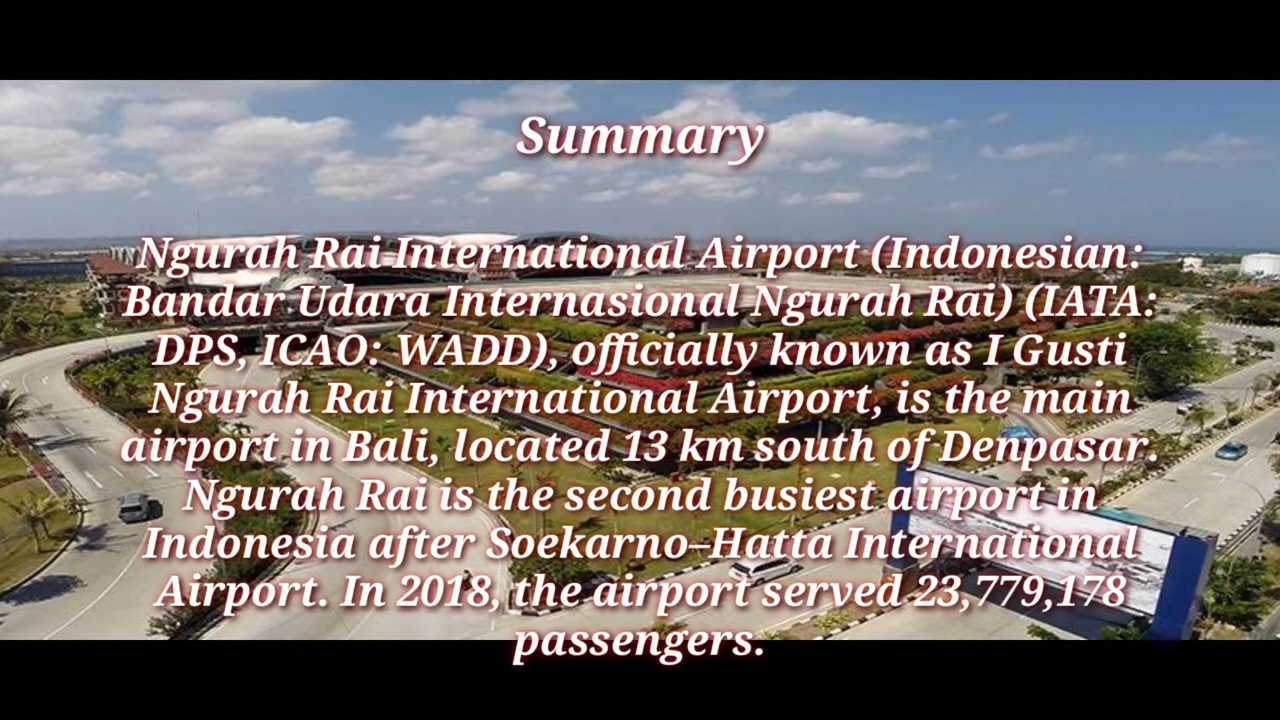 Summary
Ngurah Rai International Airport (Indonesian:
Bandar Udara Internasional Ngurah Rai) (IATA:
DPS, ICAO: WADD), officially known as I Gusti
Ngurah Rai International Airport, is the main
airport in Bali, located 13 km south of Denpasar.
Ngurah Rai is the second busiest airport in
Indonesia after Soekarno–Hatta International
Airport. In 2018, the airport served 23,779,178
passengers.